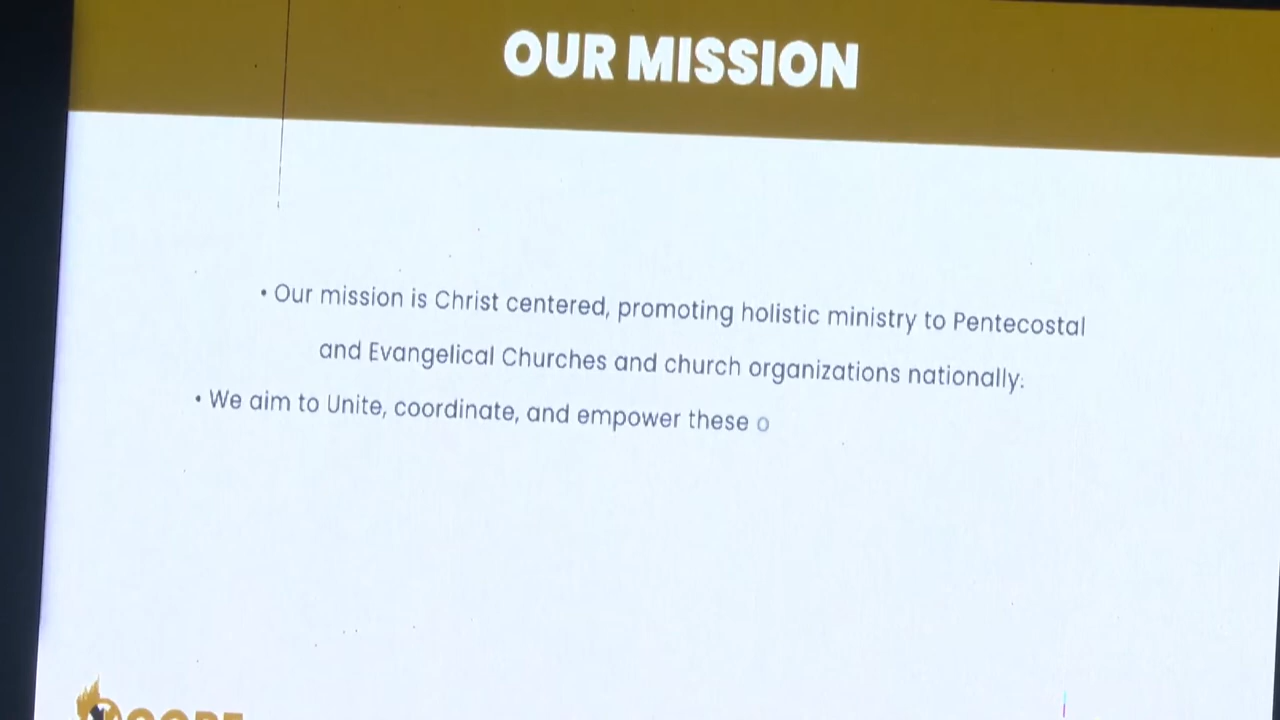 OUR MISSION
• Our mission is Christ centered, promoting holistic ministry to Pentecostal
and Evangelical Churches and church organizations nationally.
• We aim to Unite, coordinate, and empower these o